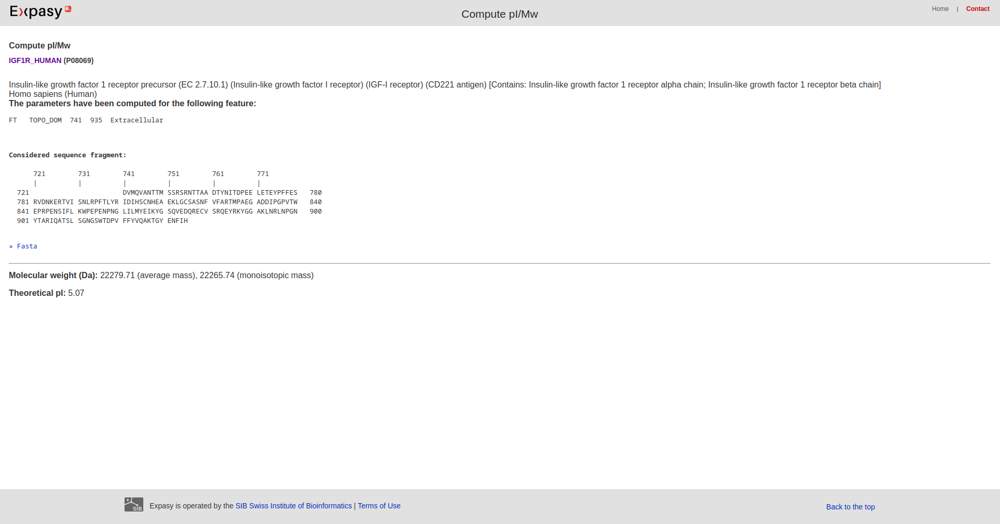 Expasy
Compute pI/Mw
Home | Contact
Compute pI/Mw
IGF1R_HUMAN (P08069)
Insulin-like growth factor 1 receptor precursor (EC 2.7.10.1) (Insulin-like growth factor I receptor) (IGF-I receptor) (CD221 antigen) [Contains: Insulin-like growth factor 1 receptor alpha chain; Insulin-like growth factor 1 receptor beta chain]
Homo sapiens (Human)
The parameters have been computed for the following feature:
FT   TOPO_DOM  741  935  Extracellular
Considered sequence fragment:
      721        731        741        751        761        771
      |          |          |          |          |          |
  721                       DVMQVANTTM SSRSRNTTAA DTYNITDPEE LETEYPFFES   780
  781 RVDNKERTVI SNLRPFTLYR IDIHSCNHEA EKLGCSASNF VFARTMPAEG ADDIPGPVTW   840
  841 EPRPENSIFL KWPEPENPNG LILMYEIKYG SQVEDQRECV SRQEYRKYGG AKLNRLNPGN   900
  901 YTARIQATSL SGNGSWTDPV FFYVQAKTGY ENFIH
» Fasta
Molecular weight (Da): 22279.71 (average mass), 22265.74 (monoisotopic mass)
Theoretical pI: 5.07
SIB
Expasy is operated by the SIB Swiss Institute of Bioinformatics | Terms of Use
Back to the top